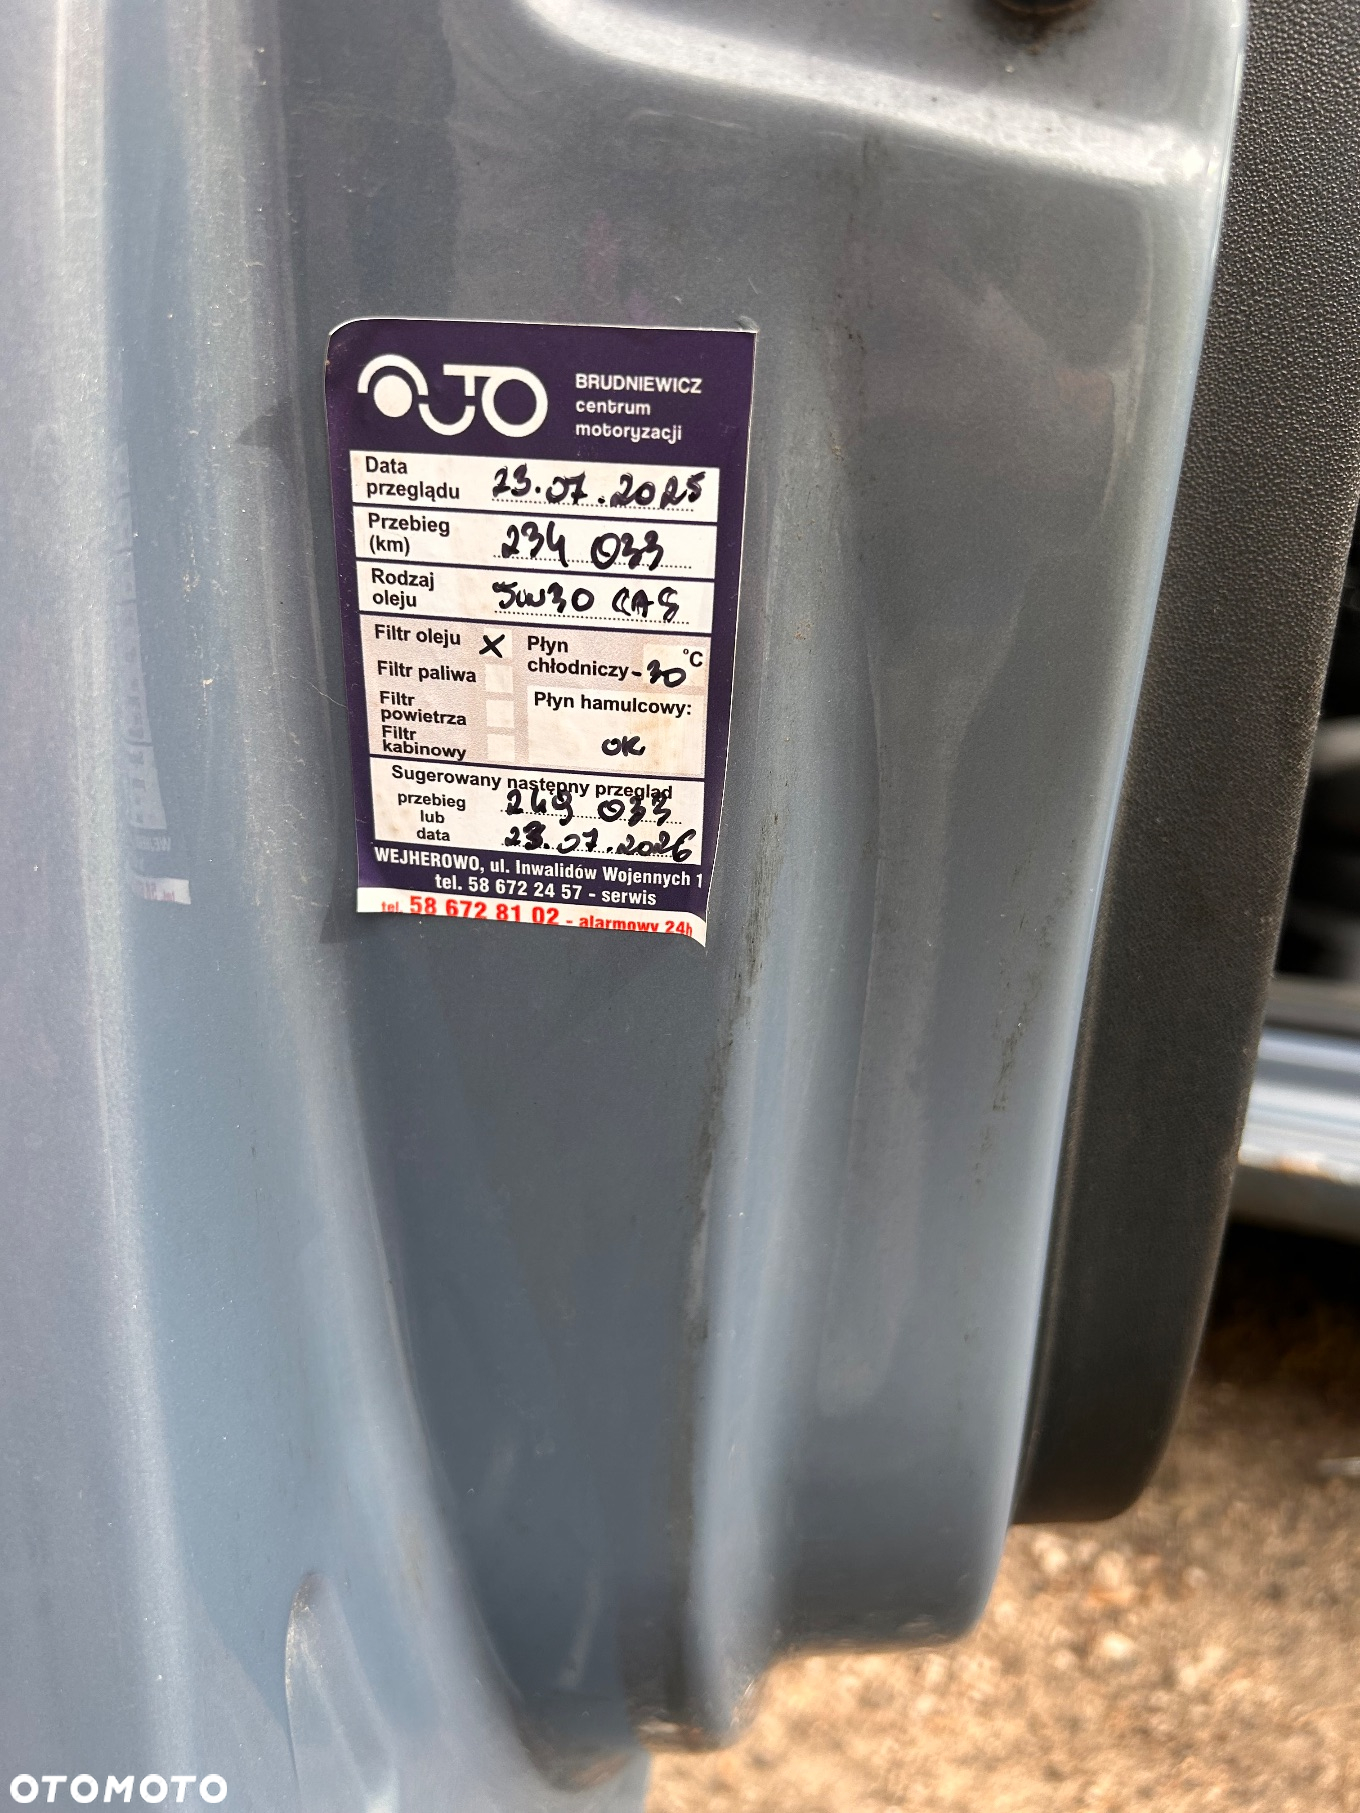 AUTO
BRUDNIEWICZ
centrum
motoryzacji
Data
przeglądu 23.07.2025
Przebieg
(km) 234 033
Rodzaj
oleju 5W30
Filtr oleju X
Filtr paliwa
Filtr
powietrza
Filtr
kabinowy
Płyn
chłodniczy -30 °C
Płyn hamulcowy:
OK
Sugerowany następny przegląd
przebieg 249 033
lub
data 23.07.2026
WEJHEROWO, ul. Inwalidów Wojennych 1
tel. 58 672 24 57 - serwis
tel. 58 672 81 02 - alarmowy 24h
OTOMOTO